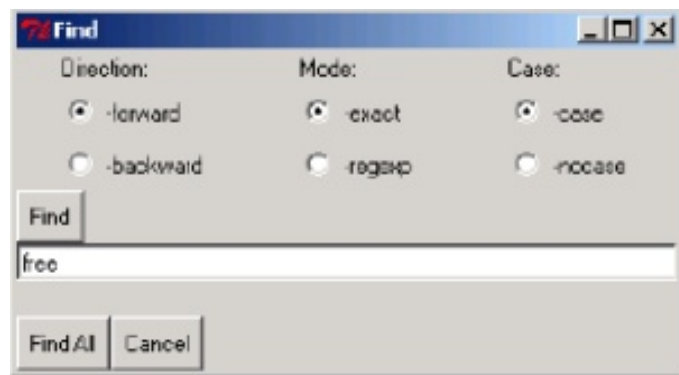 Find
Direction: Mode: Case:
-forward -exact -case
-backward -regexp -nocase
Find
free
Find All Cancel